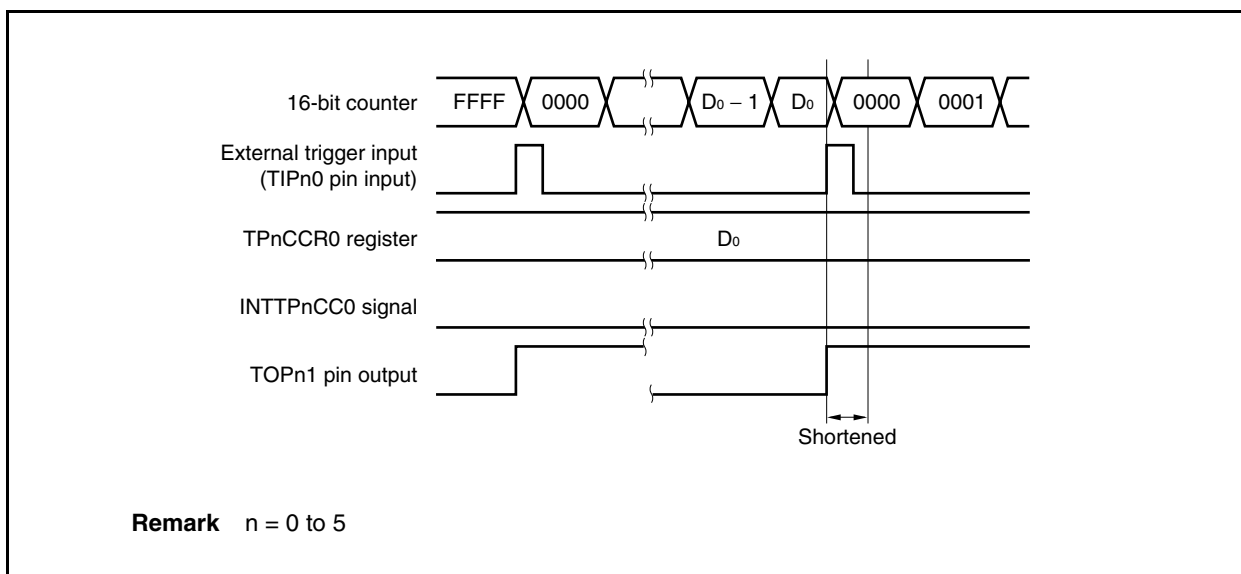 16-bit counter FFFF 0000 D0 − 1 D0 0000 0001
External trigger input
(TIPn0 pin input)
TPnCCR0 register D0
INTTPnCC0 signal
TOPn1 pin output
Shortened
Remark n = 0 to 5